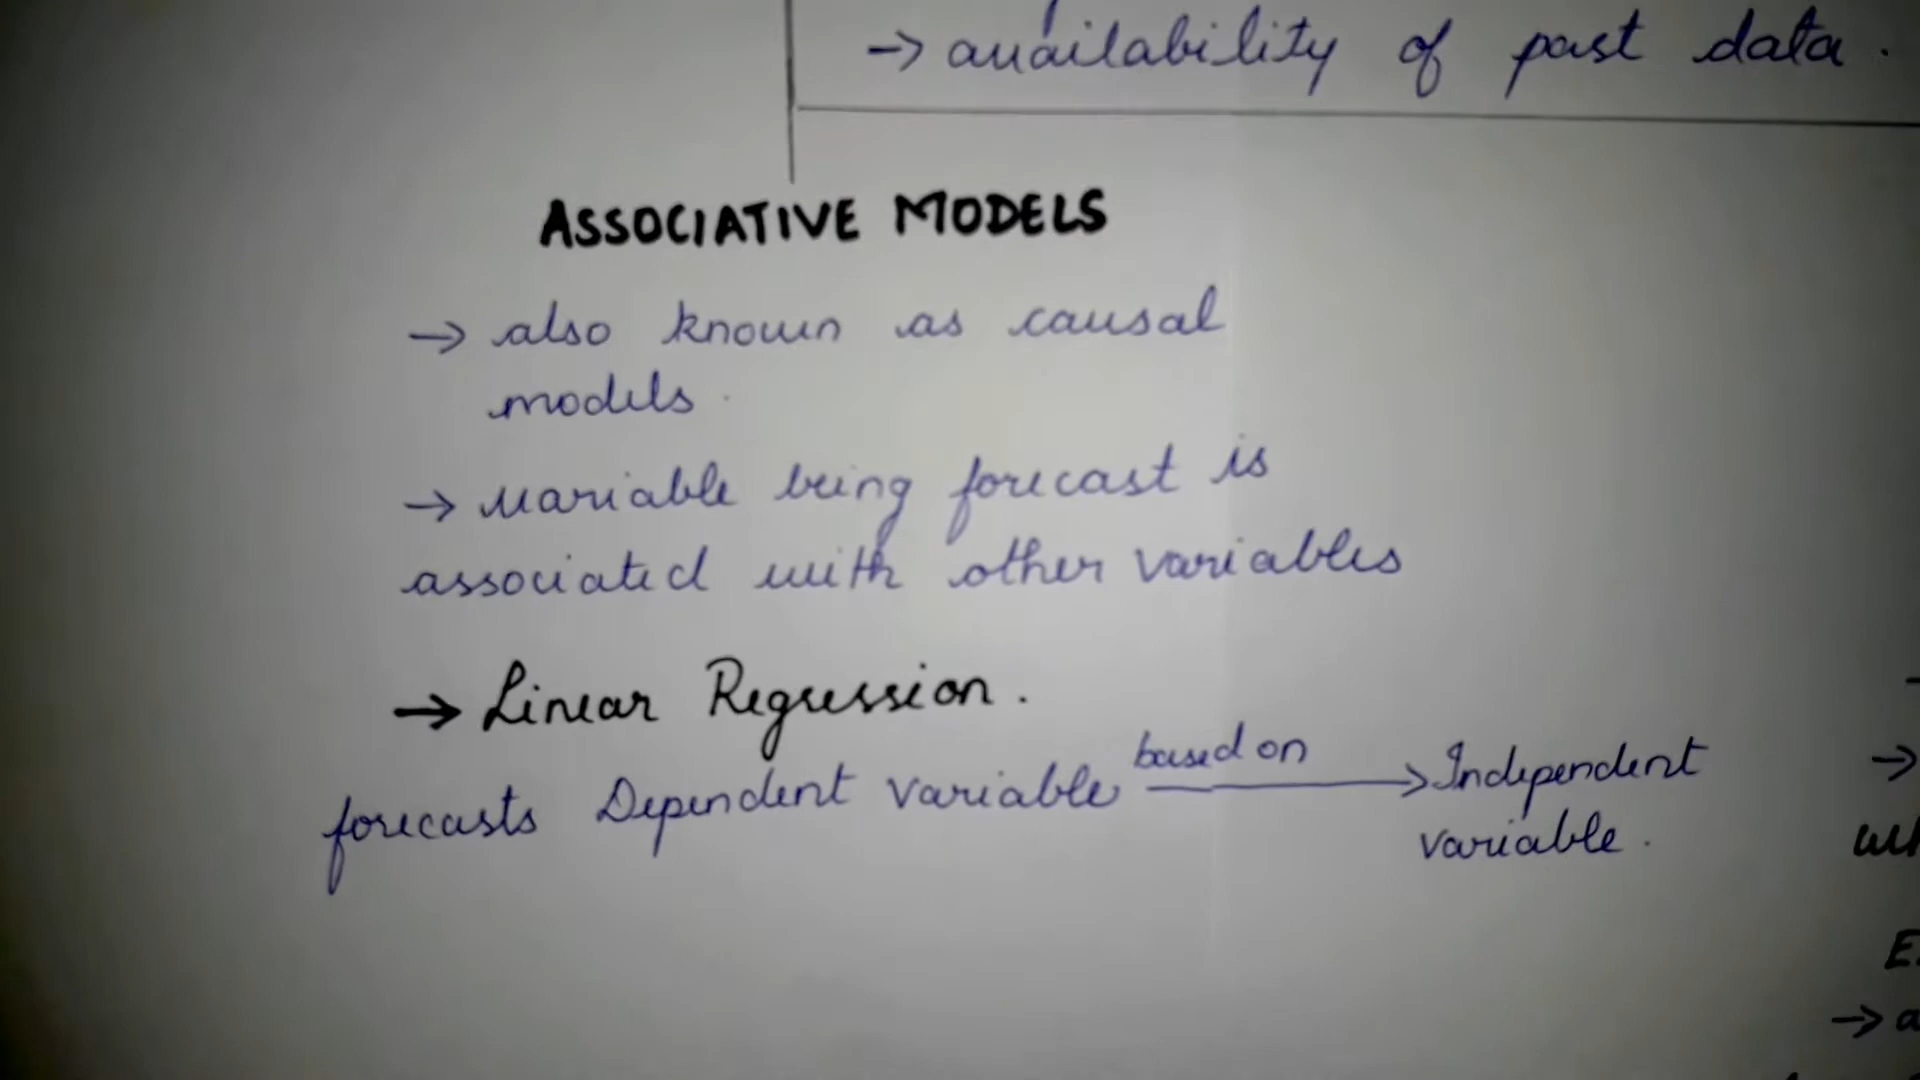 → availability of past data.
ASSOCIATIVE MODELS
→ also known as causal
models.
→ variable being forecast is
associated with other variables
→ Linear Regression.
based on
forecasts Dependent variable → Independent
variable.
→
→